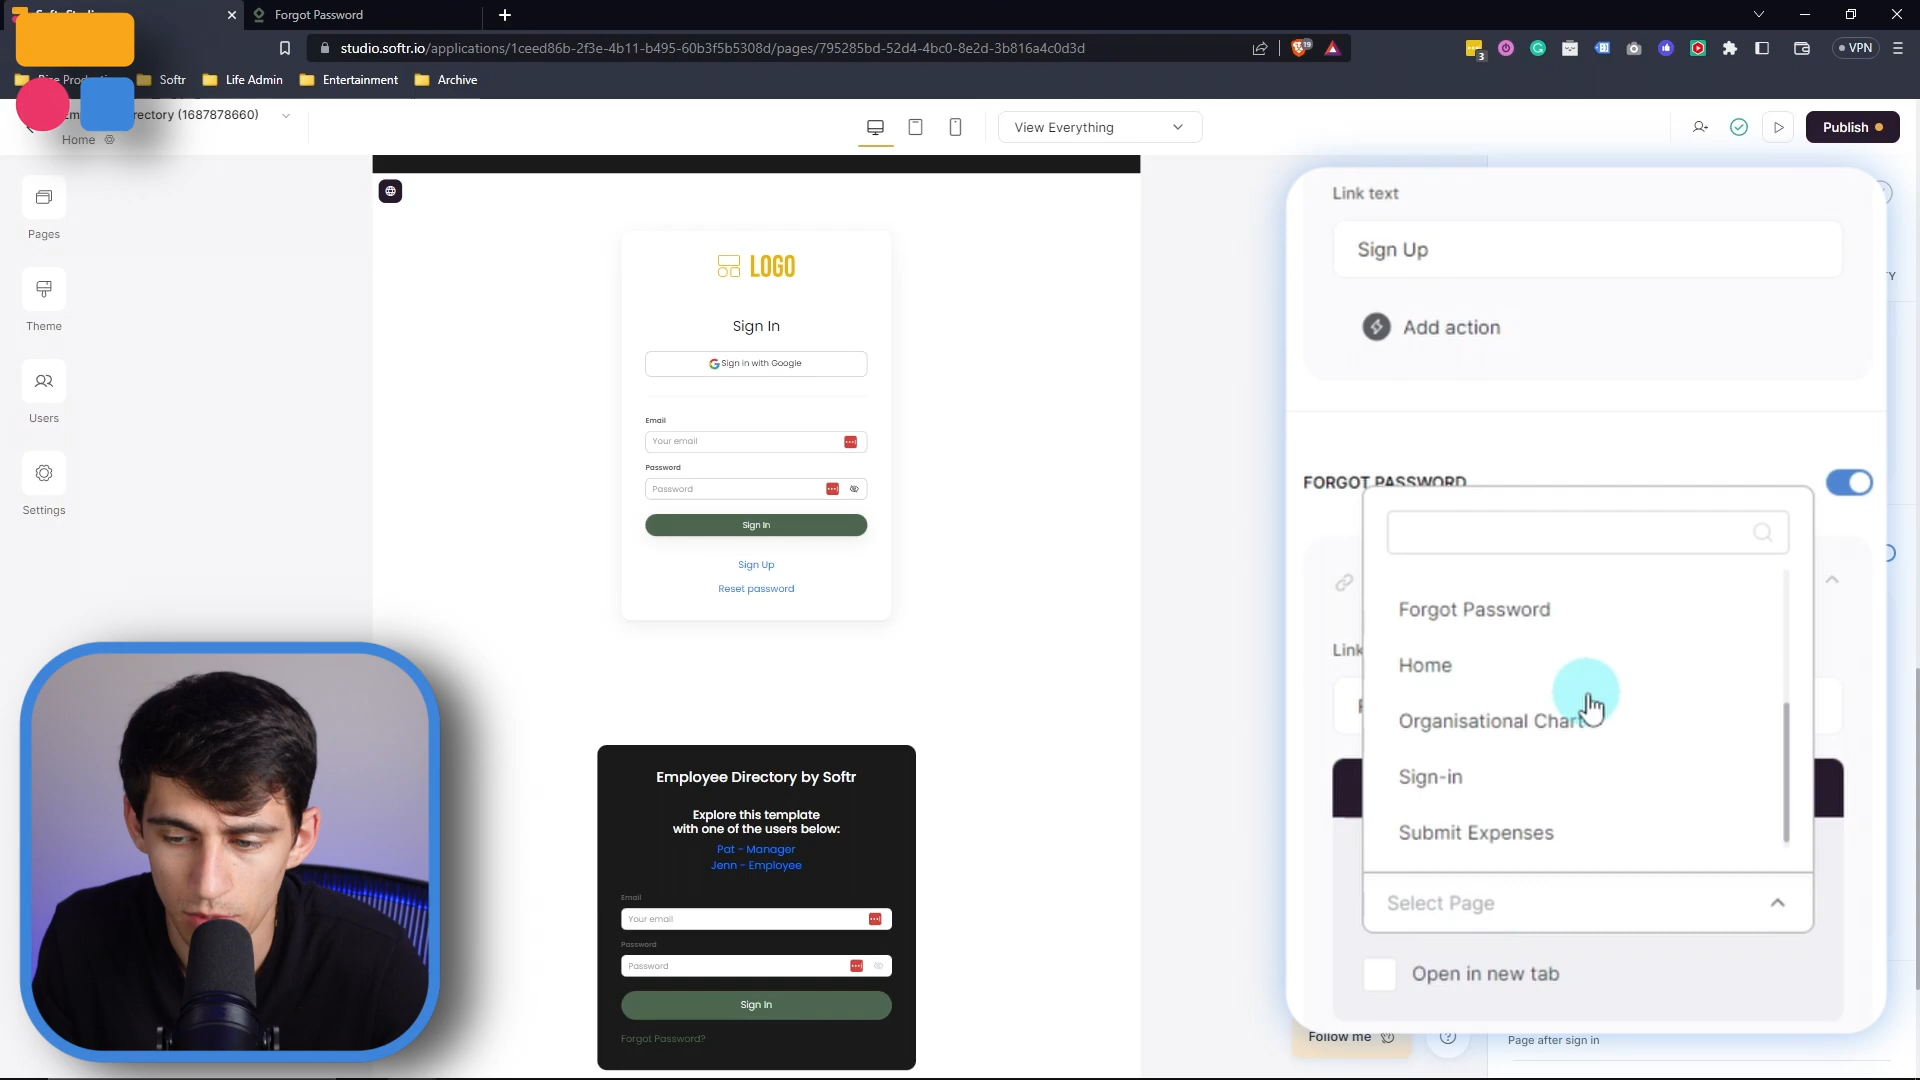 Forgot Password
studio.softr.io/applications/1ceed86b-2f3e-4b11-b495-60b3f5b5308d/pages/795285bd-52d4-4bc0-8e2d-3b816a4c0d3d
19
3
VPN
Softr
Life Admin
Entertainment
Archive
rectory (1687878660)
Home
View Everything
Publish
Pages
Theme
Users
Settings
LOGO
Sign In
Sign in with Google
Email
Your email
Password
Password
Sign In
Sign Up
Reset password
Employee Directory by Softr
Explore this template
with one of the users below:
Pat - Manager
Jenn - Employee
Email
Your email
Password
Password
Sign In
Forgot Password?
Link text
Sign Up
Add action
FORGOT PASSWORD
Forgot Password
Link
Home
Organisational Chart
Sign-in
Submit Expenses
Select Page
Open in new tab
Follow me
Page after sign in